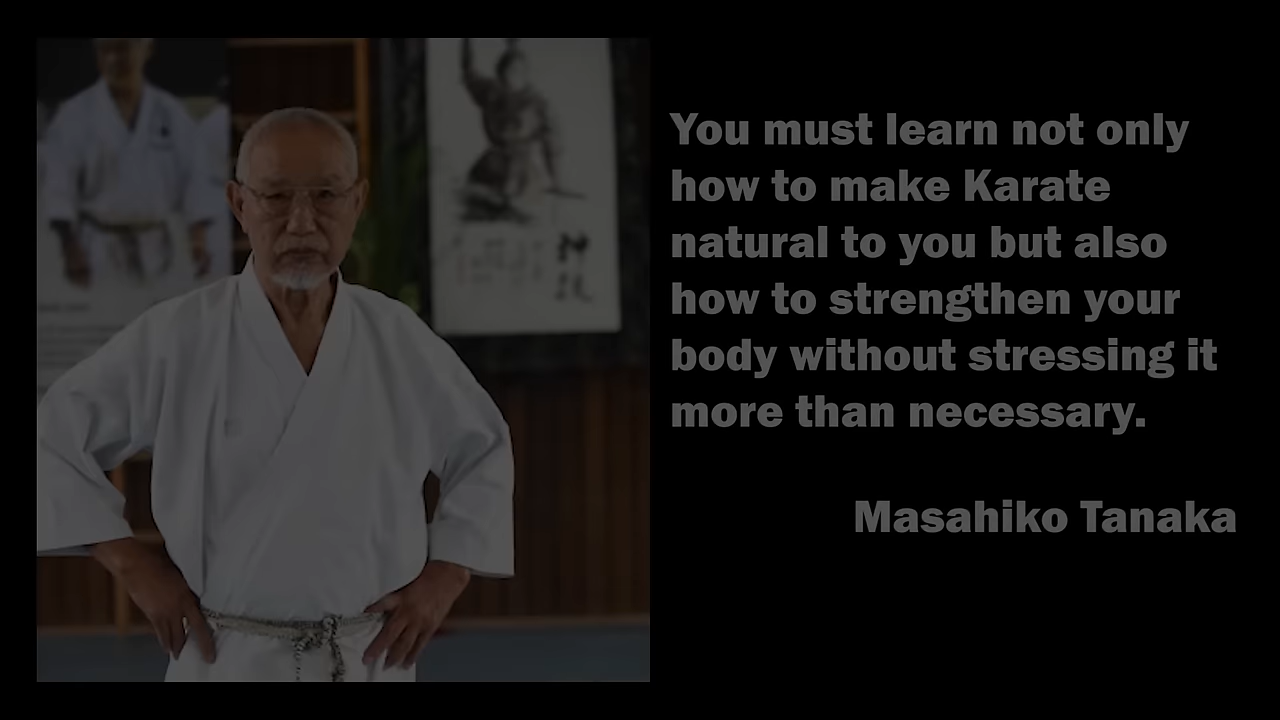 You must learn not only
how to make Karate
natural to you but also
how to strengthen your
body without stressing it
more than necessary.
Masahiko Tanaka